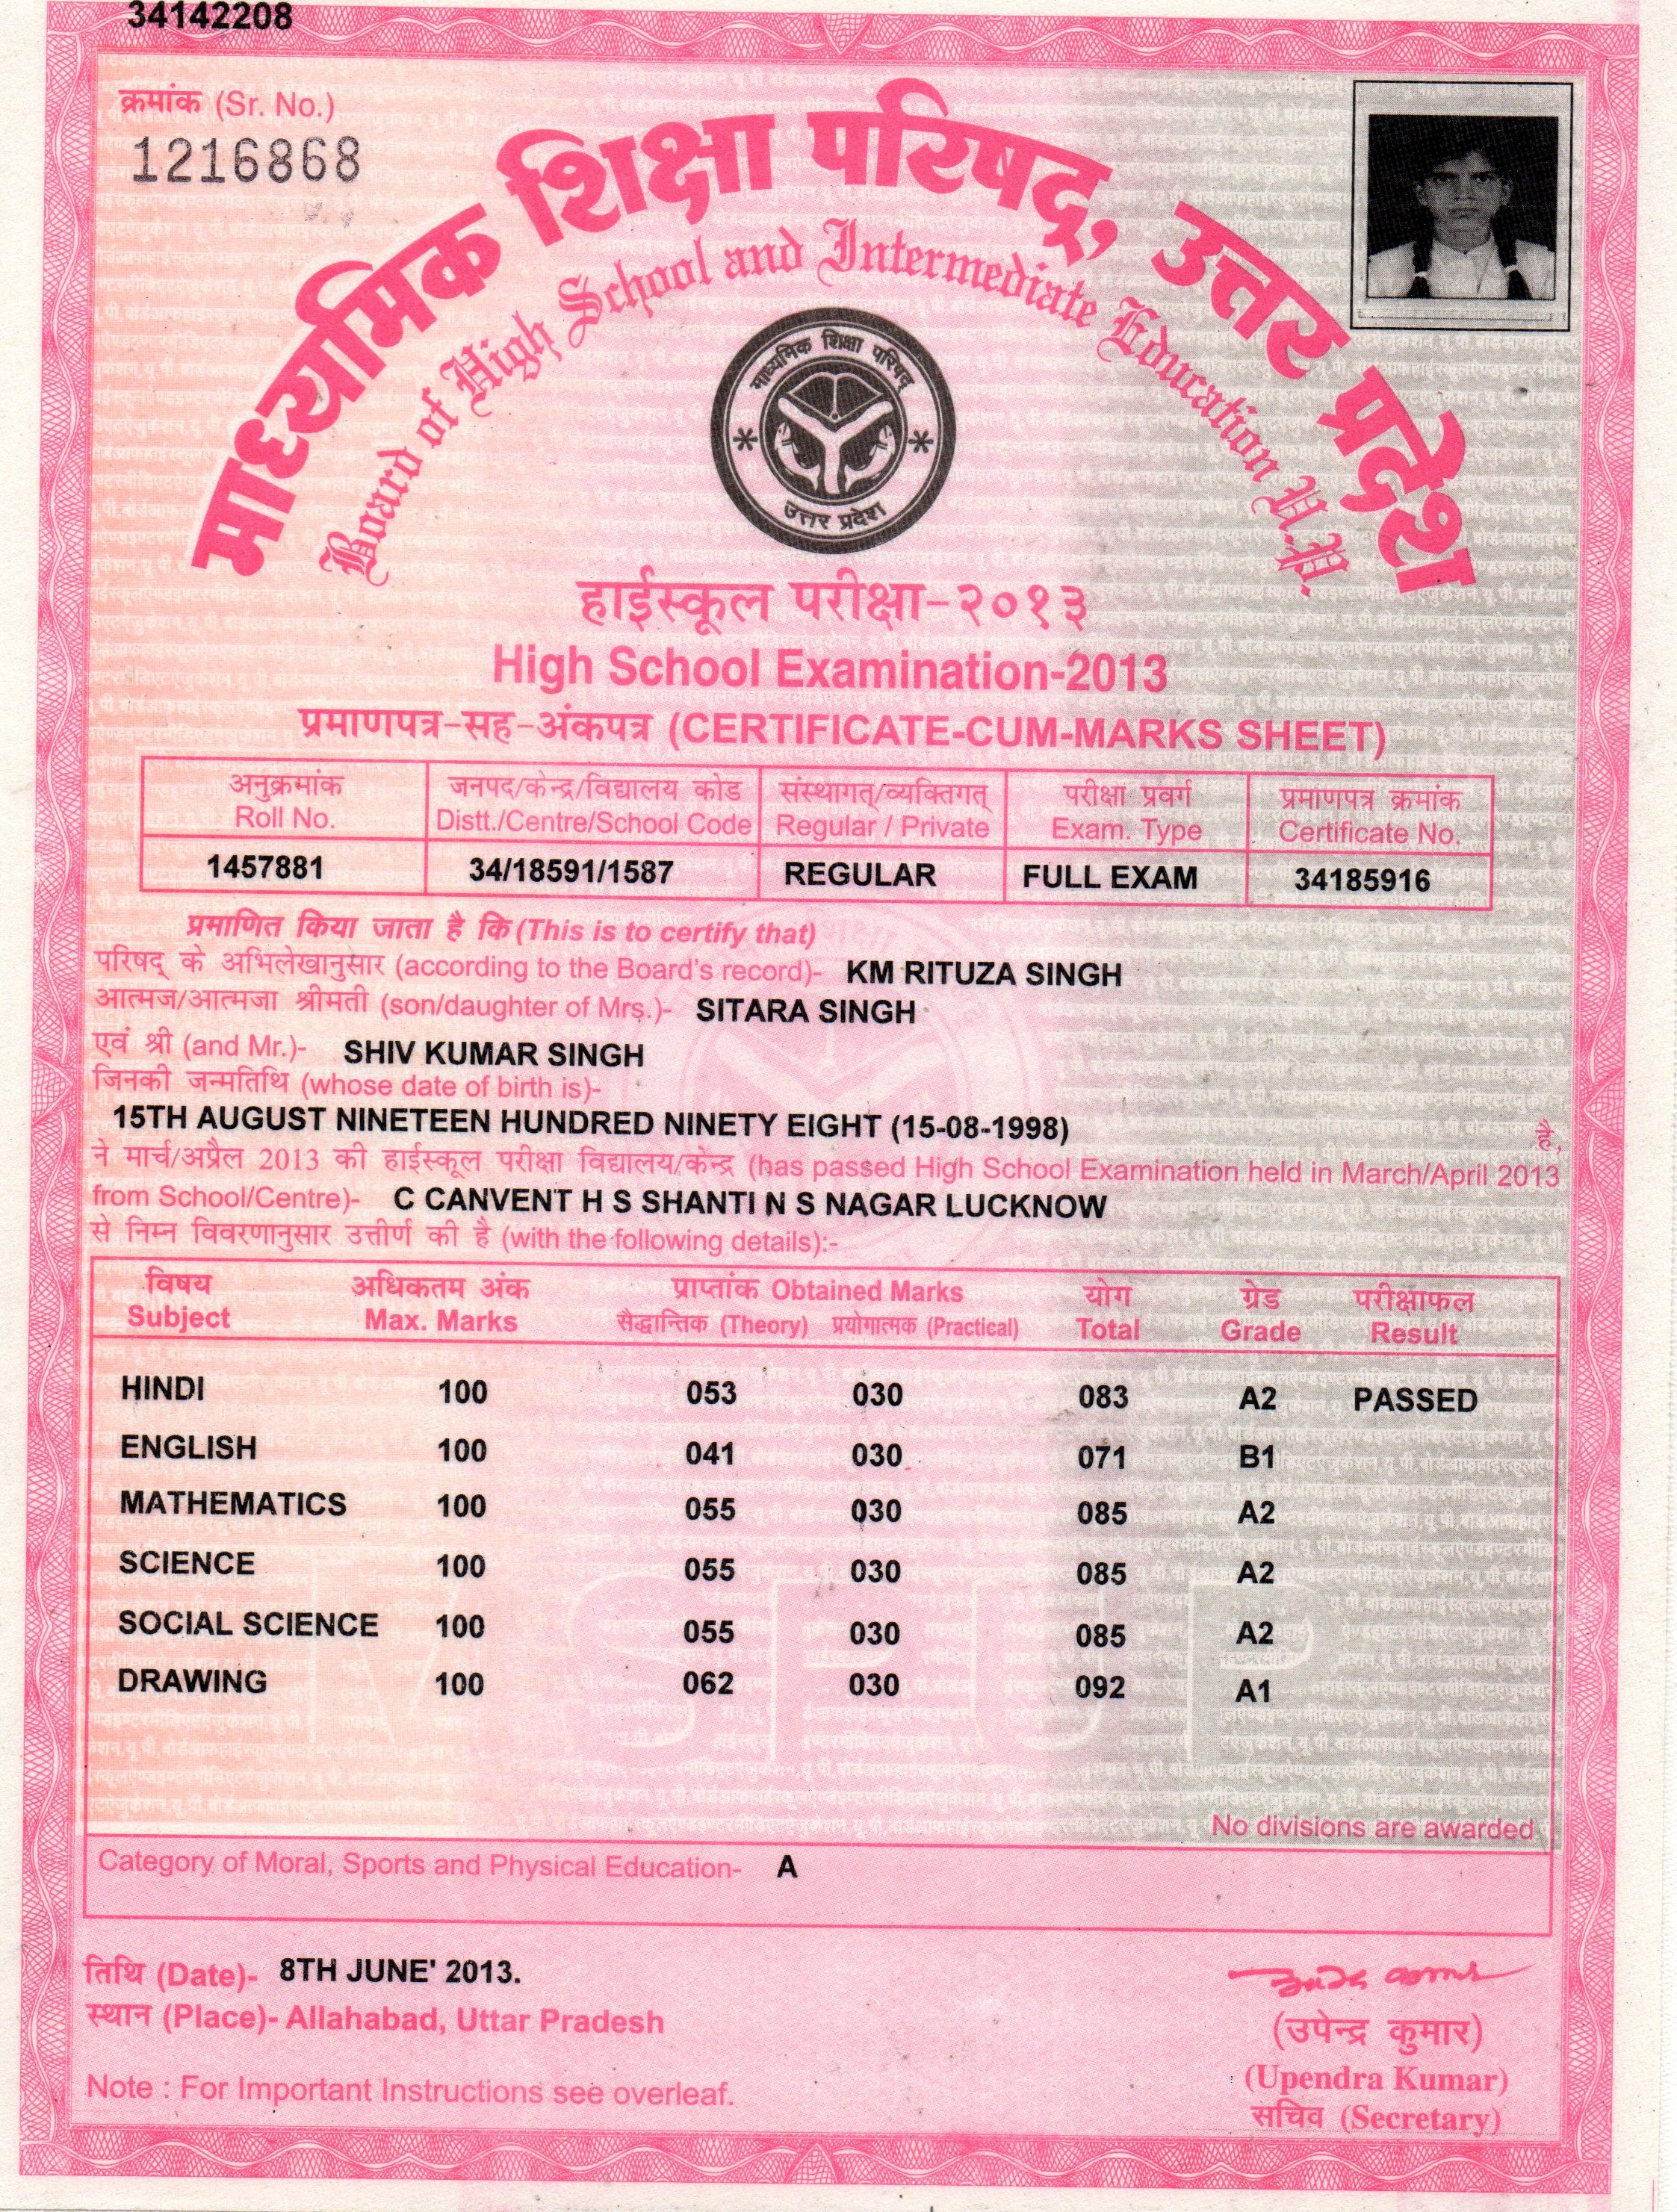 34142208
क्रमांक (Sr. No.)
1216868
माध्यमिक शिक्षा परिषद्, उत्तर प्रदेश
Board of High School and Intermediate Education U.P.
माध्यमिक शिक्षा परिषद्
उत्तर प्रदेश
हाईस्कूल परीक्षा-२०१३
High School Examination-2013
प्रमाणपत्र-सह-अंकपत्र (CERTIFICATE-CUM-MARKS SHEET)
अनुक्रमांक जनपद/केन्द्र/विद्यालय कोड संस्थागत्/व्यक्तिगत् परीक्षा प्रवर्ग प्रमाणपत्र क्रमांक
Roll No. Distt./Centre/School Code Regular / Private Exam. Type Certificate No.
1457881 34/18591/1587 REGULAR FULL EXAM 34185916
प्रमाणित किया जाता है कि (This is to certify that)
परिषद् के अभिलेखानुसार (according to the Board's record)- KM RITUZA SINGH
आत्मज/आत्मजा श्रीमती (son/daughter of Mrs.)- SITARA SINGH
एवं श्री (and Mr.)- SHIV KUMAR SINGH
जिनकी जन्मतिथि (whose date of birth is)-
15TH AUGUST NINETEEN HUNDRED NINETY EIGHT (15-08-1998) है,
ने मार्च/अप्रैल 2013 की हाईस्कूल परीक्षा विद्यालय/केन्द्र (has passed High School Examination held in March/April 2013
from School/Centre)- C CANVENT H S SHANTI N S NAGAR LUCKNOW
से निम्न विवरणानुसार उत्तीर्ण की है (with the following details):-
विषय अधिकतम अंक प्राप्तांक Obtained Marks योग ग्रेड परीक्षाफल
Subject Max. Marks सैद्धान्तिक (Theory) प्रयोगात्मक (Practical) Total Grade Result
HINDI 100 053 030 083 A2 PASSED
ENGLISH 100 041 030 071 B1
MATHEMATICS 100 055 030 085 A2
SCIENCE 100 055 030 085 A2
SOCIAL SCIENCE 100 055 030 085 A2
DRAWING 100 062 030 092 A1
No divisions are awarded
Category of Moral, Sports and Physical Education- A
तिथि (Date)- 8TH JUNE' 2013.
स्थान (Place)- Allahabad, Uttar Pradesh
(उपेन्द्र कुमार)
(Upendra Kumar)
सचिव (Secretary)
Note : For Important Instructions see overleaf.